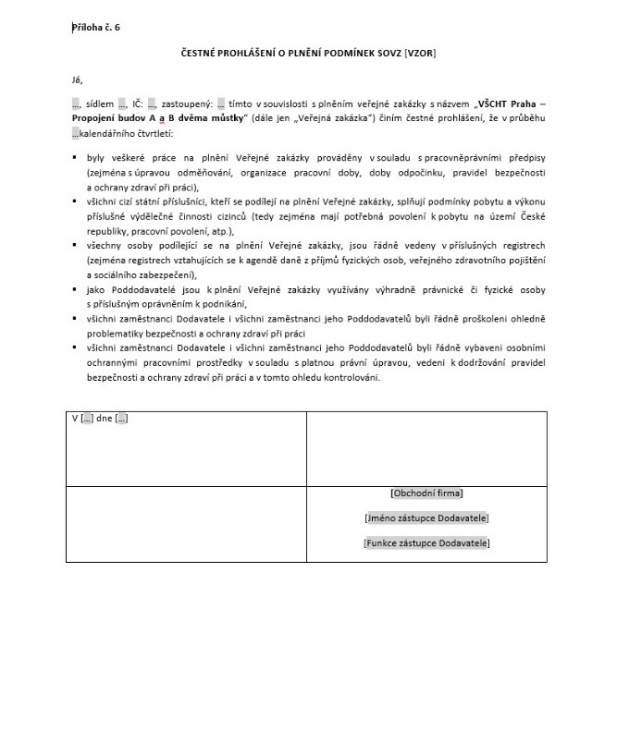 Příloha č. 6
ČESTNÉ PROHLÁŠENÍ O PLNĚNÍ PODMÍNEK SOVZ [VZOR]
Já,
…, sídlem …, IČ: …, zastoupený: … tímto v souvislosti s plněním veřejné zakázky s názvem „VŠCHT Praha –
Propojení budov A a B dvěma můstky“ (dále jen „Veřejná zakázka“) činím čestné prohlášení, že v průběhu
…kalendářního čtvrtletí:
▪ byly veškeré práce na plnění Veřejné zakázky prováděny v souladu s pracovněprávními předpisy
(zejména s úpravou odměňování, organizace pracovní doby, doby odpočinku, pravidel bezpečnosti
a ochrany zdraví při práci),
▪ všichni cizí státní příslušníci, kteří se podílejí na plnění Veřejné zakázky, splňují podmínky pobytu a výkonu
příslušné výdělečné činnosti cizinců (tedy zejména mají potřebná povolení k pobytu na území České
republiky, pracovní povolení, atp.),
▪ všechny osoby podílející se na plnění Veřejné zakázky, jsou řádně vedeny v příslušných registrech
(zejména registrech vztahujících se k agendě daně z příjmů fyzických osob, veřejného zdravotního pojištění
a sociálního zabezpečení),
▪ jako Poddodavatelé jsou k plnění Veřejné zakázky využívány výhradně právnické či fyzické osoby
s příslušným oprávněním k podnikání,
▪ všichni zaměstnanci Dodavatele i všichni zaměstnanci jeho Poddodavatelů byli řádně proškoleni ohledně
problematiky bezpečnosti a ochrany zdraví při práci
▪ všichni zaměstnanci Dodavatele i všichni zaměstnanci jeho Poddodavatelů byli řádně vybaveni osobními
ochrannými pracovními prostředky v souladu s platnou právní úpravou, vedeni k dodržování pravidel
bezpečnosti a ochrany zdraví při práci a v tomto ohledu kontrolováni.
V […] dne […]
[Obchodní firma]
[Jméno zástupce Dodavatele]
[Funkce zástupce Dodavatele]